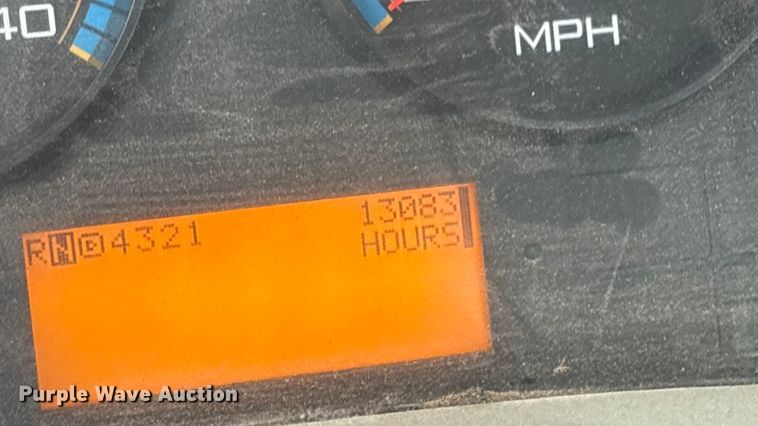 40
MPH
13083
RND4321
HOURS
Purple Wave Auction